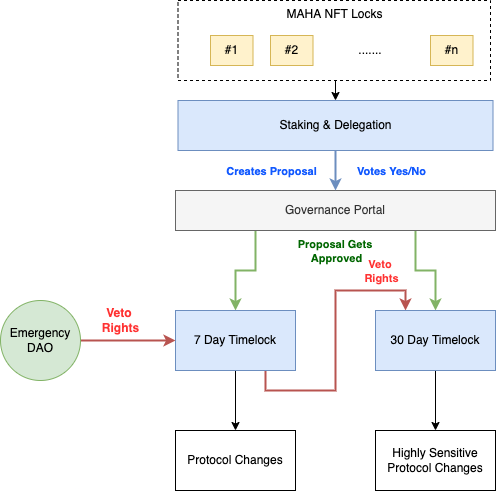 MAHA NFT Locks
#1
#2
.......
#n
Staking & Delegation
Creates Proposal
Votes Yes/No
Governance Portal
Proposal Gets
Approved
Veto
Rights
Veto
Rights
Emergency
DAO
7 Day Timelock
30 Day Timelock
Protocol Changes
Highly Sensitive
Protocol Changes